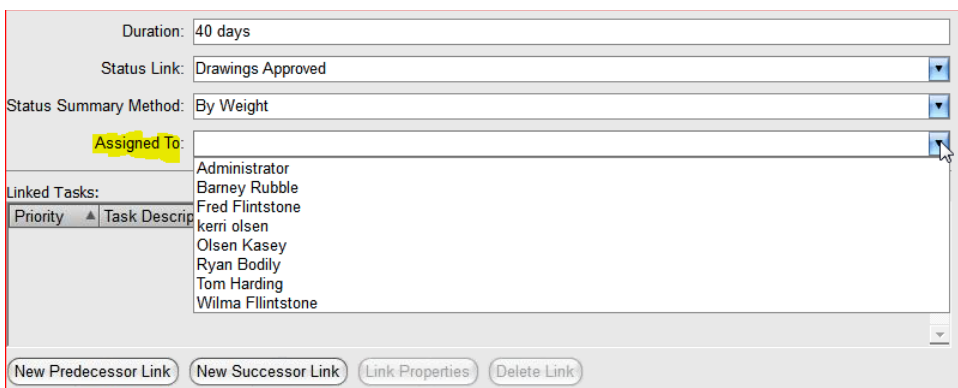 Duration: 40 days
Status Link: Drawings Approved
Status Summary Method: By Weight
Assigned To:
Administrator
Barney Rubble
Fred Flintstone
kerri olsen
Olsen Kasey
Ryan Bodily
Tom Harding
Wilma Fllintstone
Linked Tasks:
Priority Task Descrip
New Predecessor Link New Successor Link Link Properties Delete Link